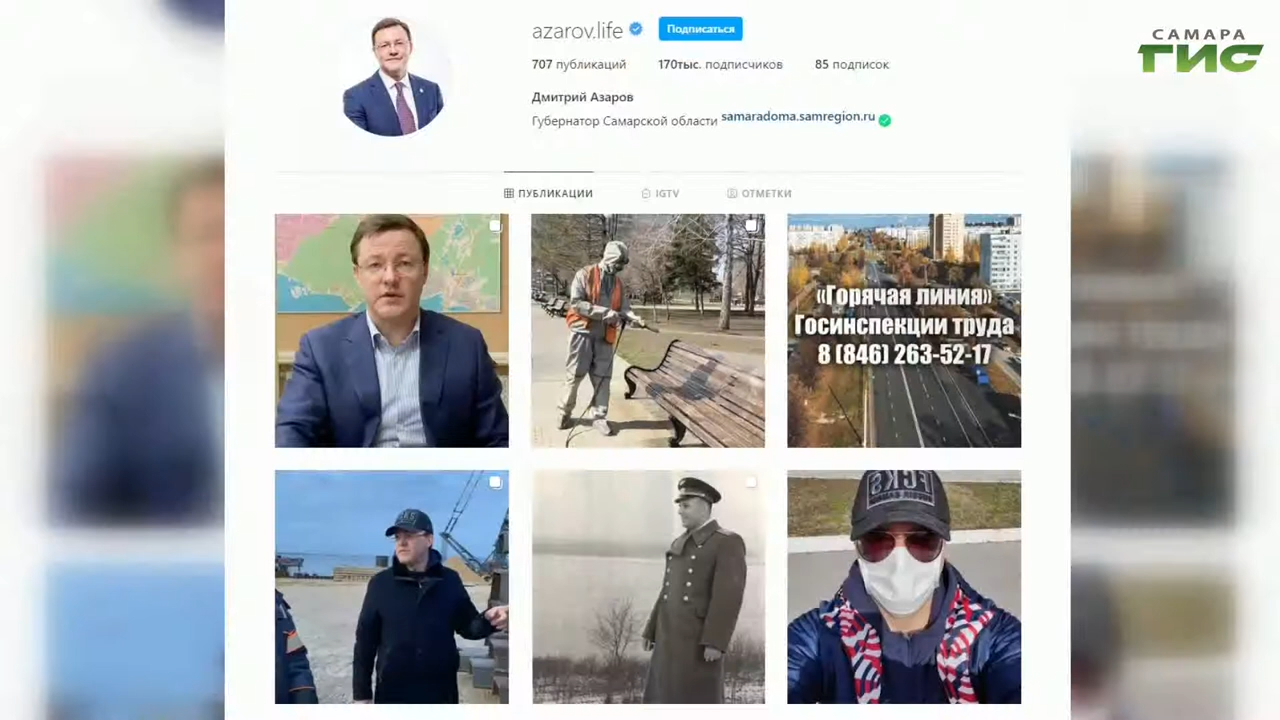 azarov.life
Подписаться
САМАРА
ГИС
707 публикаций 170тыс. подписчиков 85 подписок
Дмитрий Азаров
Губернатор Самарской области samaradoma.samregion.ru
ПУБЛИКАЦИИ IGTV ОТМЕТКИ
«Горячая линия»
Госинспекции труда
8 (846) 263-52-17